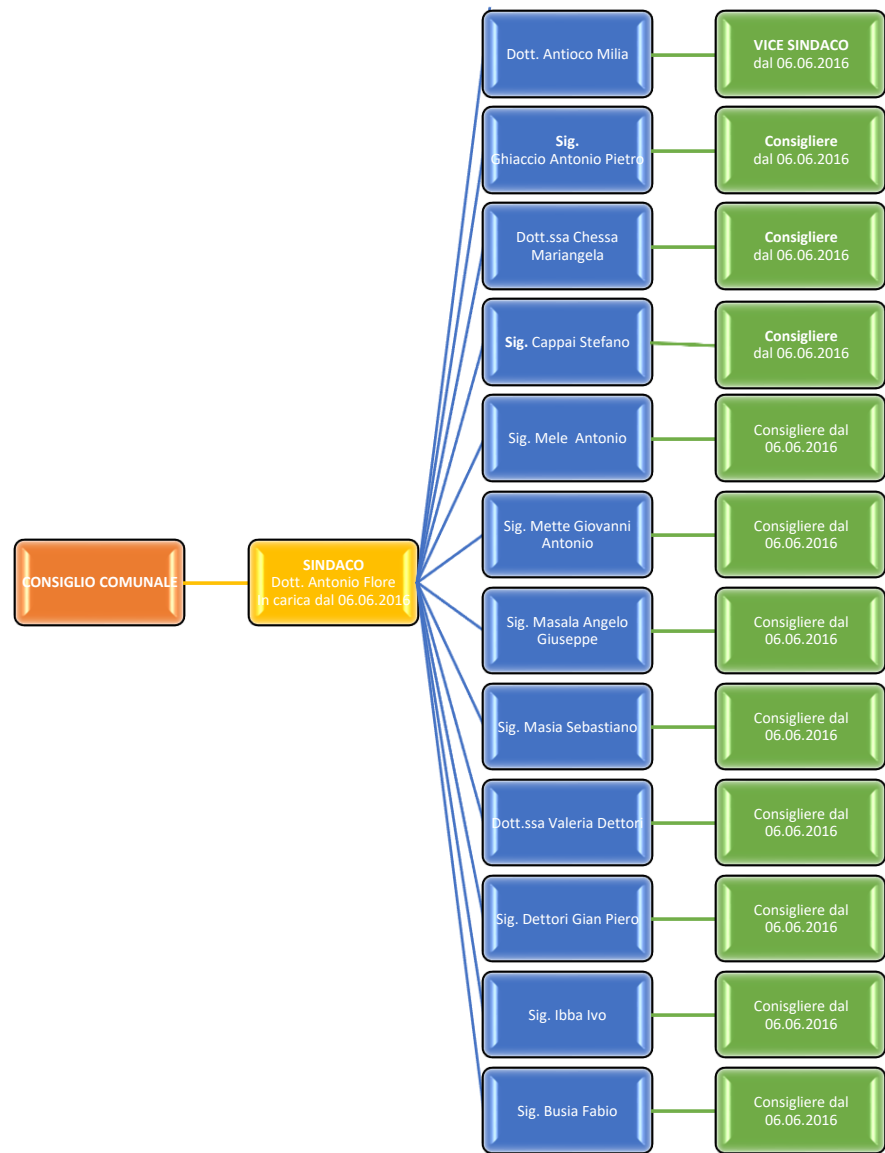 CONSIGLIO COMUNALE
SINDACO
Dott. Antonio Flore
In carica dal 06.06.2016
Dott. Antioco Milia
VICE SINDACO
dal 06.06.2016
Sig.
Ghiaccio Antonio Pietro
Consigliere
dal 06.06.2016
Dott.ssa Chessa
Mariangela
Consigliere
dal 06.06.2016
Sig. Cappai Stefano
Consigliere
dal 06.06.2016
Sig. Mele  Antonio
Consigliere dal
06.06.2016
Sig. Mette Giovanni
Antonio
Consigliere dal
06.06.2016
Sig. Masala Angelo
Giuseppe
Consigliere dal
06.06.2016
Sig. Masia Sebastiano
Consigliere dal
06.06.2016
Dott.ssa Valeria Dettori
Consigliere dal
06.06.2016
Sig. Dettori Gian Piero
Consigliere dal
06.06.2016
Sig. Ibba Ivo
Conisgliere dal
06.06.2016
Sig. Busia Fabio
Consigliere dal
06.06.2016